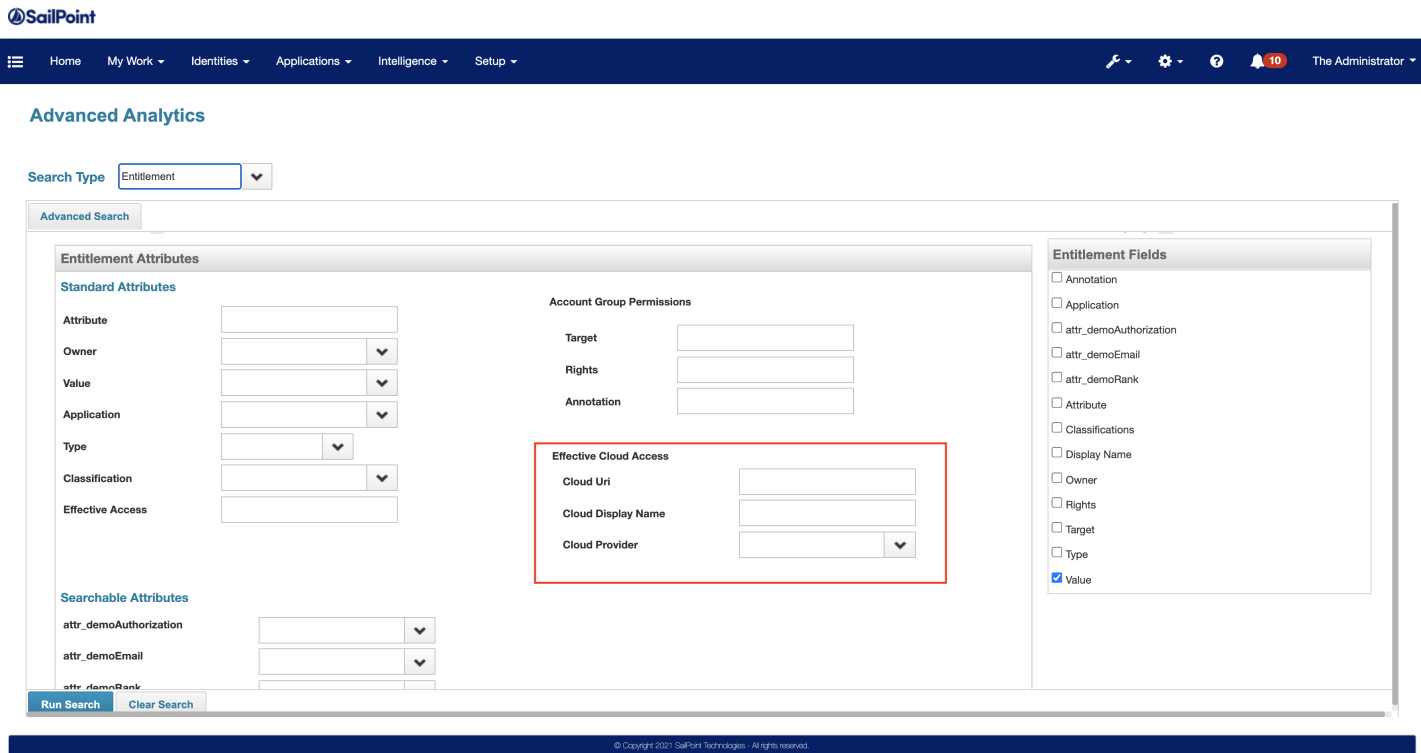 SailPoint
Home My Work Identities Applications Intelligence Setup 10 The Administrator
Advanced Analytics
Search Type Entitlement
Advanced Search
Entitlement Attributes
Standard Attributes
Attribute
Owner
Value
Application
Type
Classification
Effective Access
Account Group Permissions
Target
Rights
Annotation
Effective Cloud Access
Cloud Uri
Cloud Display Name
Cloud Provider
Searchable Attributes
attr_demoAuthorization
attr_demoEmail
attr_demoRank
Entitlement Fields
Annotation
Application
attr_demoAuthorization
attr_demoEmail
attr_demoRank
Attribute
Classifications
Display Name
Owner
Rights
Target
Type
Value
Run Search Clear Search
© Copyright 2021 SailPoint Technologies - All rights reserved.